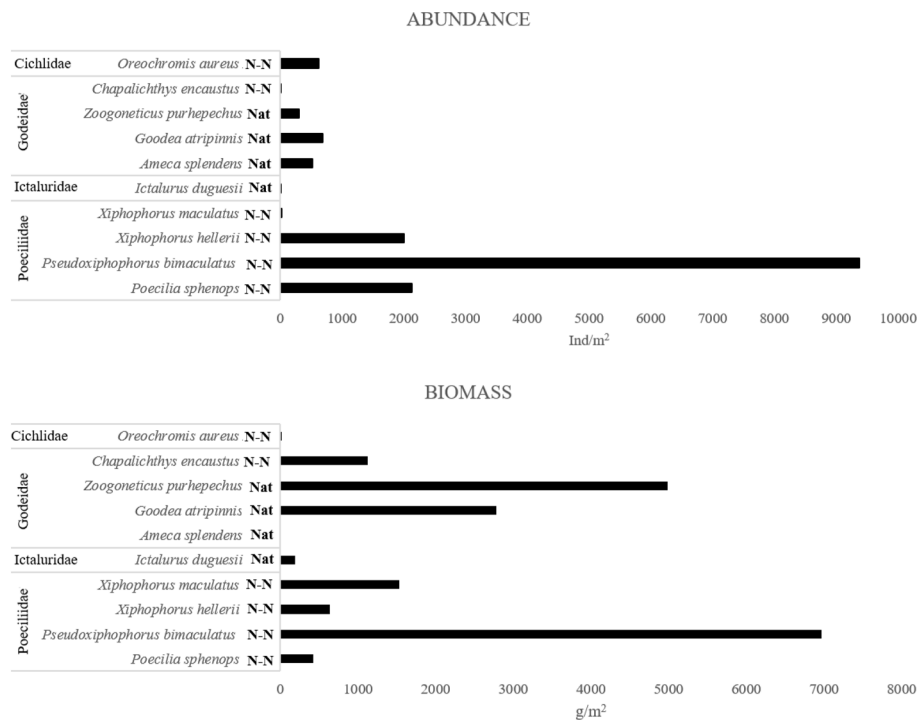 ABUNDANCE
Cichlidae Oreochromis aureus N-N
Godeidae'
Chapalichthys encaustus N-N
Zoogoneticus purhepechus Nat
Goodea atripinnis Nat
Ameca splendens Nat
Ictaluridae Ictalurus duguesii Nat
Poeciliidae
Xiphophorus maculatus N-N
Xiphophorus hellerii N-N
Pseudoxiphophorus bimaculatus N-N
Poecilia sphenops N-N
0 1000 2000 3000 4000 5000 6000 7000 8000 9000 10000
Ind/m²
BIOMASS
Cichlidae Oreochromis aureus N-N
Godeidae
Chapalichthys encaustus N-N
Zoogoneticus purhepechus Nat
Goodea atripinnis Nat
Ameca splendens Nat
Ictaluridae Ictalurus duguesii Nat
Poeciliidae
Xiphophorus maculatus N-N
Xiphophorus hellerii N-N
Pseudoxiphophorus bimaculatus N-N
Poecilia sphenops N-N
0 1000 2000 3000 4000 5000 6000 7000 8000
g/m²